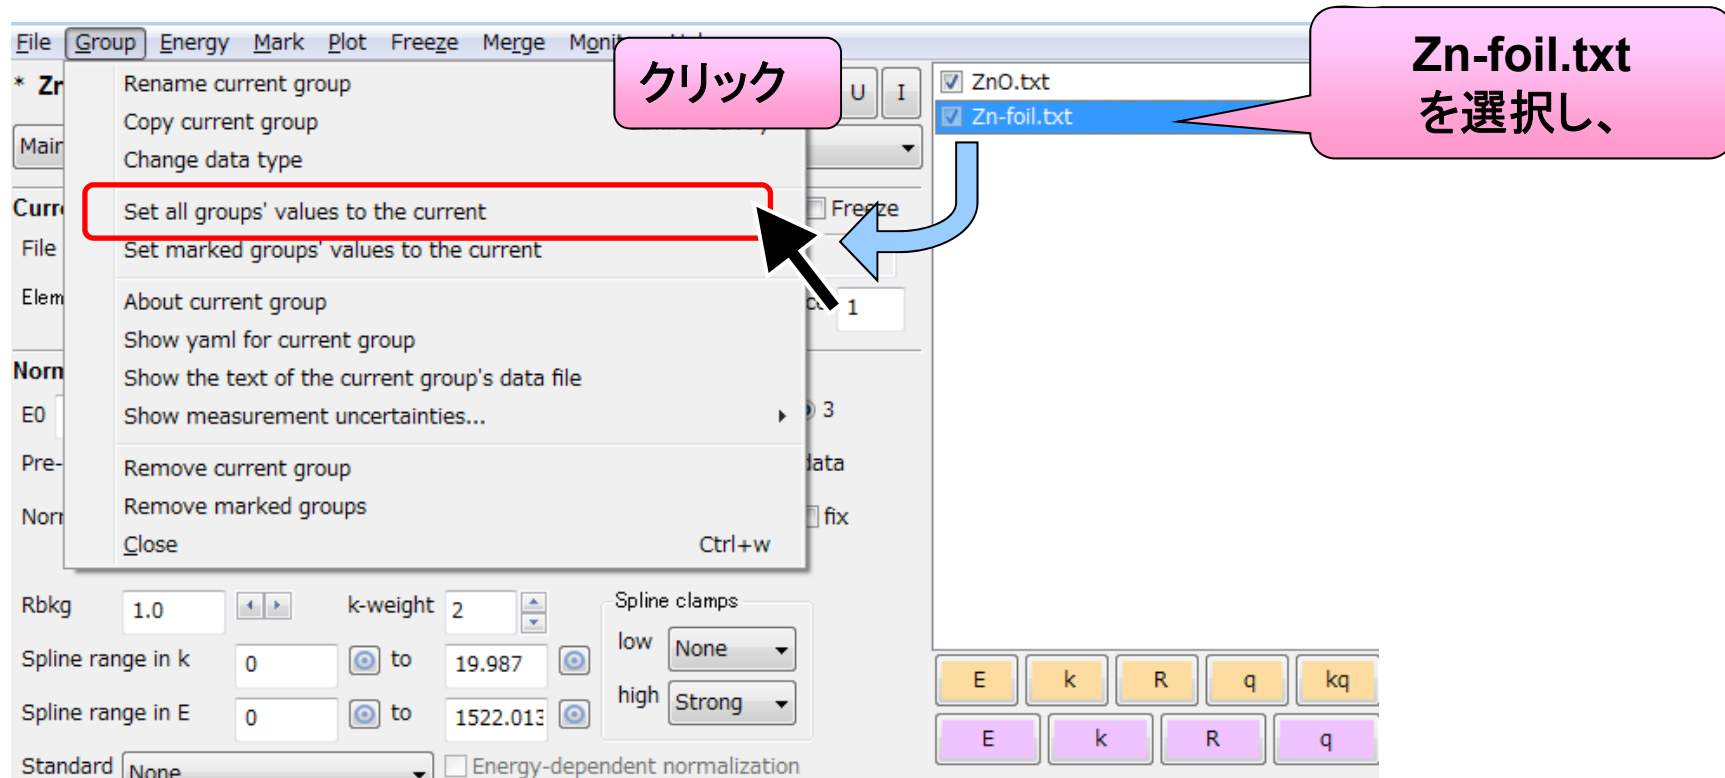 File Group Energy Mark Plot Freeze Merge
クリック
Zn-foil.txt
を選択し、
* Zn
U I
Rename current group
Copy current group
Change data type
Set all groups' values to the current
Set marked groups' values to the current
About current group
Show yaml for current group
Show the text of the current group's data file
Show measurement uncertainties...
Remove current group
Remove marked groups
Close Ctrl+w
ZnO.txt
Zn-foil.txt
Freeze
File
1
E0
3
Pre-
fix
Rbkg 1.0 k-weight 2
Spline clamps
low None
high Strong
Spline range in k 0 to 19.987
Spline range in E 0 to 1522.013
Standard None
Energy-dependent normalization
E k R q kq
E k R q